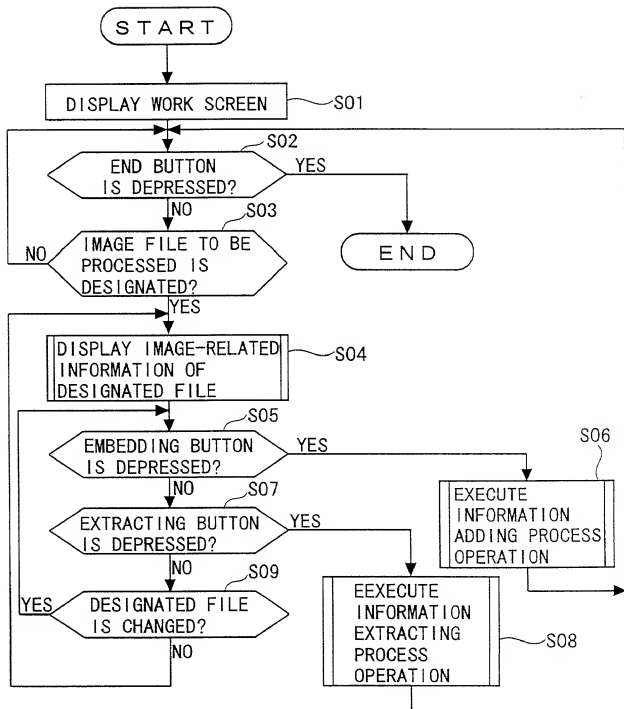 START
DISPLAY WORK SCREEN
S01
S02
END BUTTON
IS DEPRESSED?
YES
NO
S03
END
NO
IMAGE FILE TO BE
PROCESSED IS
DESIGNATED?
YES
DISPLAY IMAGE-RELATED
INFORMATION OF
DESIGNATED FILE
S04
S05
EMBEDDING BUTTON
IS DEPRESSED?
YES
S06
EXECUTE
INFORMATION
ADDING PROCESS
OPERATION
NO
S07
EXTRACTING BUTTON
IS DEPRESSED?
YES
NO
S09
YES
DESIGNATED FILE
IS CHANGED?
NO
EEXECUTE
INFORMATION
EXTRACTING
PROCESS
OPERATION
S08